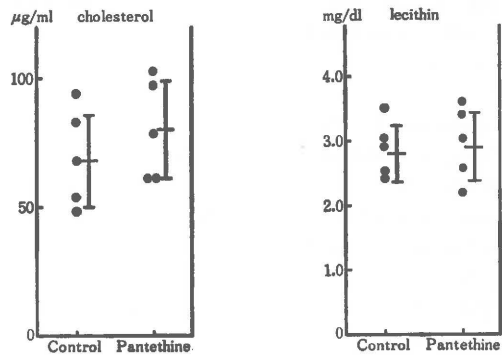 µg/ml cholesterol
100
50
0
Control Pantethine
mg/dl lecithin
4.0
3.0
2.0
1.0
0
Control Pantethine